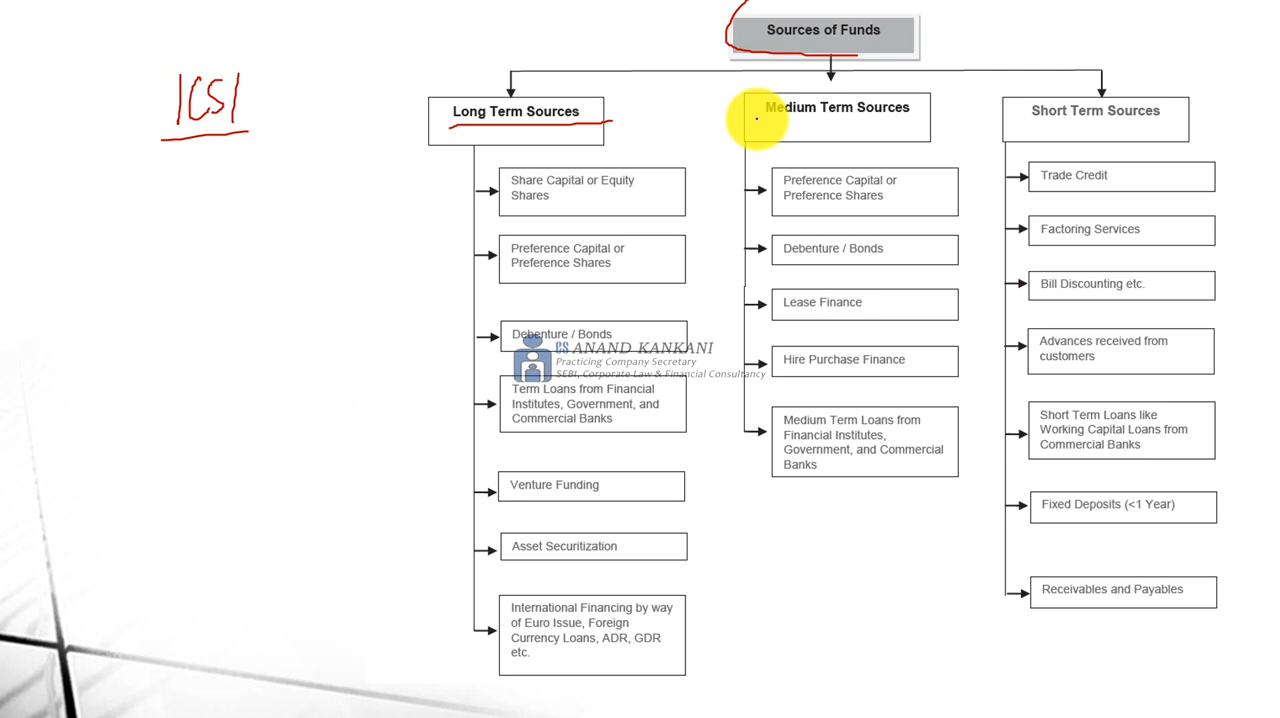 Sources of Funds
ICSI
Long Term Sources
Medium Term Sources
Short Term Sources
Share Capital or Equity
Shares
Preference Capital or
Preference Shares
Debenture / Bonds
CS ANAND KANKANI
Practicing Company Secretary
SEBI, Corporate Law & Financial Consultancy
Term Loans from Financial
Institutes, Government, and
Commercial Banks
Venture Funding
Asset Securitization
International Financing by way
of Euro Issue, Foreign
Currency Loans, ADR, GDR
etc.
Preference Capital or
Preference Shares
Debenture / Bonds
Lease Finance
Hire Purchase Finance
Medium Term Loans from
Financial Institutes,
Government, and Commercial
Banks
Trade Credit
Factoring Services
Bill Discounting etc.
Advances received from
customers
Short Term Loans like
Working Capital Loans from
Commercial Banks
Fixed Deposits (<1 Year)
Receivables and Payables